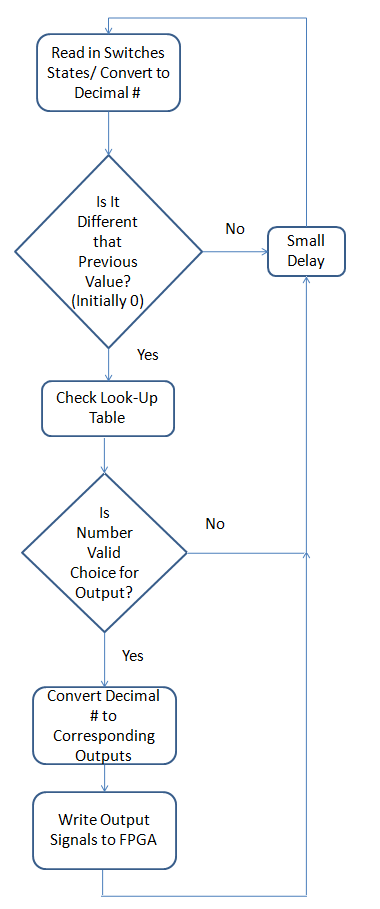 Read in Switches
States/ Convert to
Decimal #
Is It
Different
that
Previous
Value?
(Initially 0)
No
Small
Delay
Yes
Check Look-Up
Table
Is
Number
Valid
Choice for
Output?
No
Yes
Convert Decimal
# to
Corresponding
Outputs
Write Output
Signals to FPGA